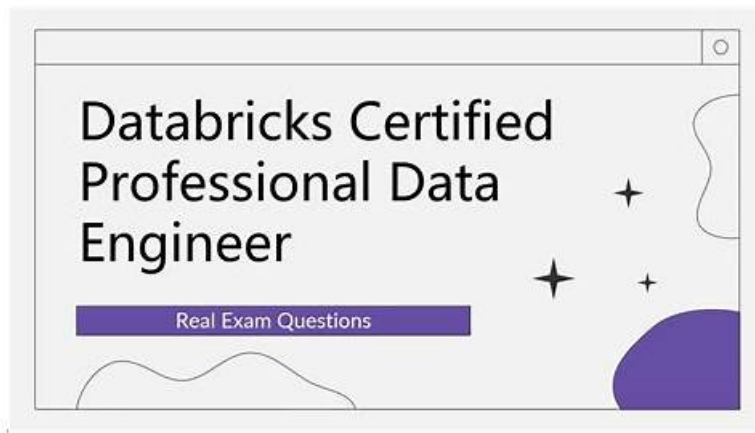 Databricks Certified
Professional Data
Engineer
Real Exam Questions